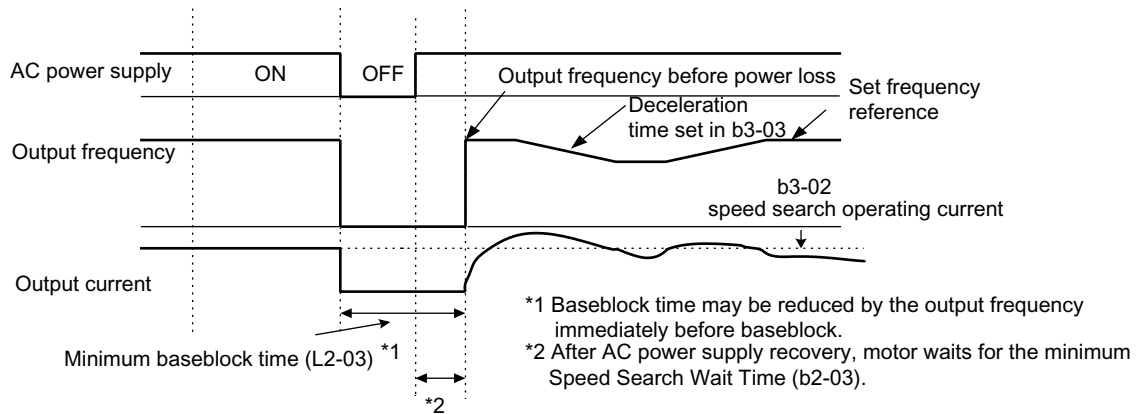 AC power supply
ON
OFF
Output frequency before power loss
Deceleration
time set in b3-03
Set frequency
reference
Output frequency
b3-02
speed search operating current
Output current
*1 Baseblock time may be reduced by the output frequency
immediately before baseblock.
Minimum baseblock time (L2-03) *1
*2 After AC power supply recovery, motor waits for the minimum
Speed Search Wait Time (b2-03).
*2